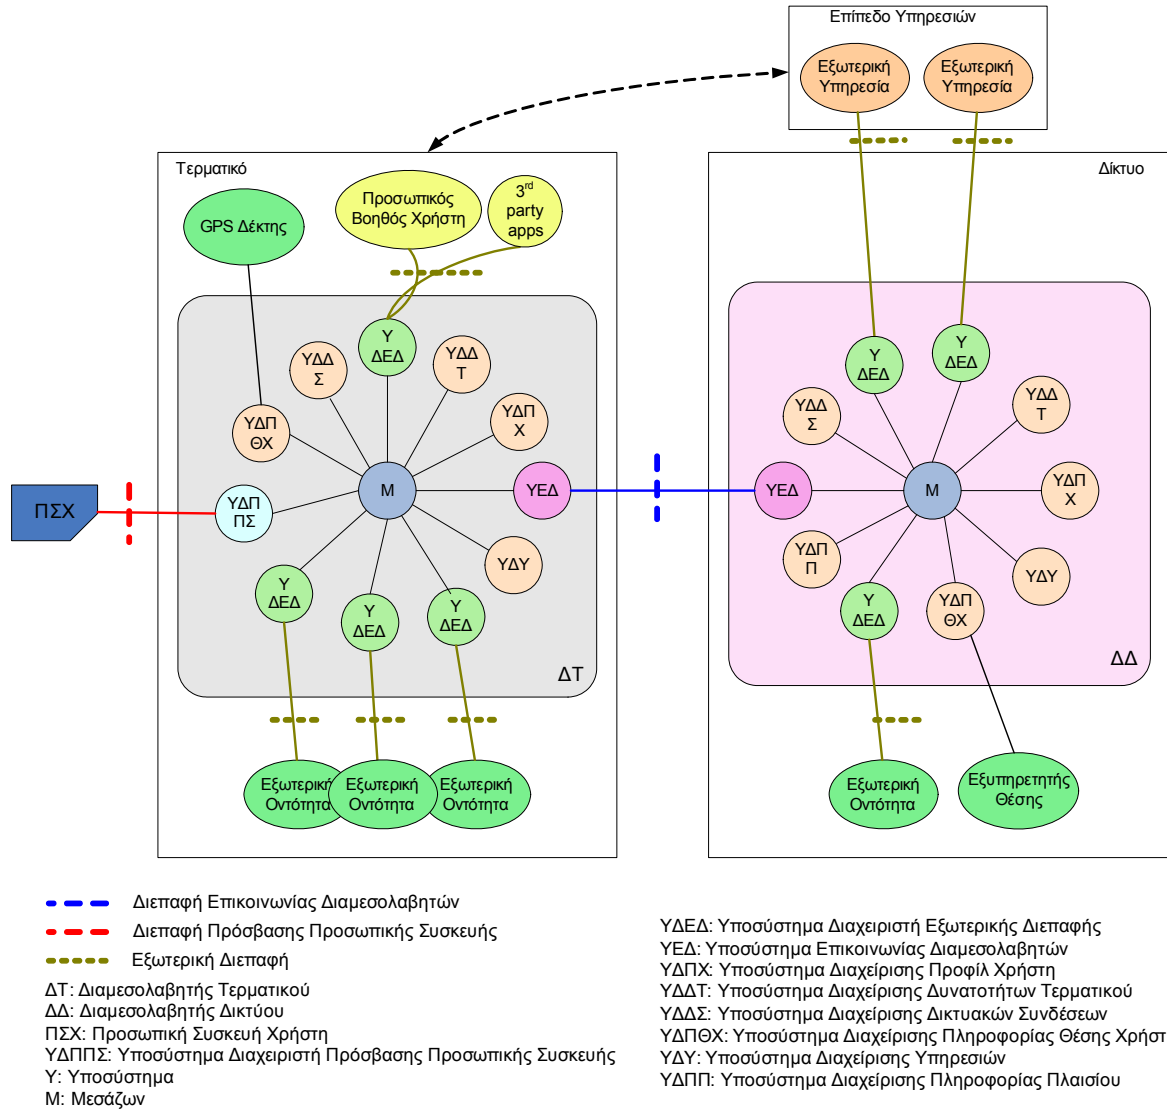 Επίπεδο Υπηρεσιών
Εξωτερική
Υπηρεσία
Εξωτερική
Υπηρεσία
Τερματικό
GPS Δέκτης
Προσωπικός
Βοηθός Χρήστη
3rd
party
apps
Υ
ΔΕΔ
ΥΔΔ
Σ
ΥΔΔ
Τ
ΥΔΠ
ΘΧ
ΥΔΠ
Χ
Μ
ΥΕΔ
ΥΔΠ
ΠΣ
ΠΣΧ
ΥΔΥ
Υ
ΔΕΔ
Υ
ΔΕΔ
Υ
ΔΕΔ
ΔΤ
Εξωτερική
Οντότητα
Εξωτερική
Οντότητα
Εξωτερική
Οντότητα
Δίκτυο
Υ
ΔΕΔ
Υ
ΔΕΔ
ΥΔΔ
Σ
ΥΔΔ
Τ
ΥΕΔ
Μ
ΥΔΠ
Χ
ΥΔΠ
Π
ΥΔΥ
Υ
ΔΕΔ
ΥΔΠ
ΘΧ
ΔΔ
Εξωτερική
Οντότητα
Εξυπηρετητής
Θέσης
Διεπαφή Επικοινωνίας Διαμεσολαβητών
Διεπαφή Πρόσβασης Προσωπικής Συσκευής
Εξωτερική Διεπαφή
ΔΤ: Διαμεσολαβητής Τερματικού
ΔΔ: Διαμεσολαβητής Δικτύου
ΠΣΧ: Προσωπική Συσκευή Χρήστη
ΥΔΠΠΣ: Υποσύστημα Διαχειριστή Πρόσβασης Προσωπικής Συσκευής
Υ: Υποσύστημα
Μ: Μεσάζων
ΥΔΕΔ: Υποσύστημα Διαχειριστή Εξωτερικής Διεπαφής
ΥΕΔ: Υποσύστημα Επικοινωνίας Διαμεσολαβητών
ΥΔΠΧ: Υποσύστημα Διαχείρισης Προφίλ Χρήστη
ΥΔΔΤ: Υποσύστημα Διαχείρισης Δυνατοτήτων Τερματικού
ΥΔΔΣ: Υποσύστημα Διαχείρισης Δικτυακών Συνδέσεων
ΥΔΠΘΧ: Υποσύστημα Διαχείρισης Πληροφορίας Θέσης Χρήστ
ΥΔΥ: Υποσύστημα Διαχείρισης Υπηρεσιών
ΥΔΠΠ: Υποσύστημα Διαχείρισης Πληροφορίας Πλαισίου